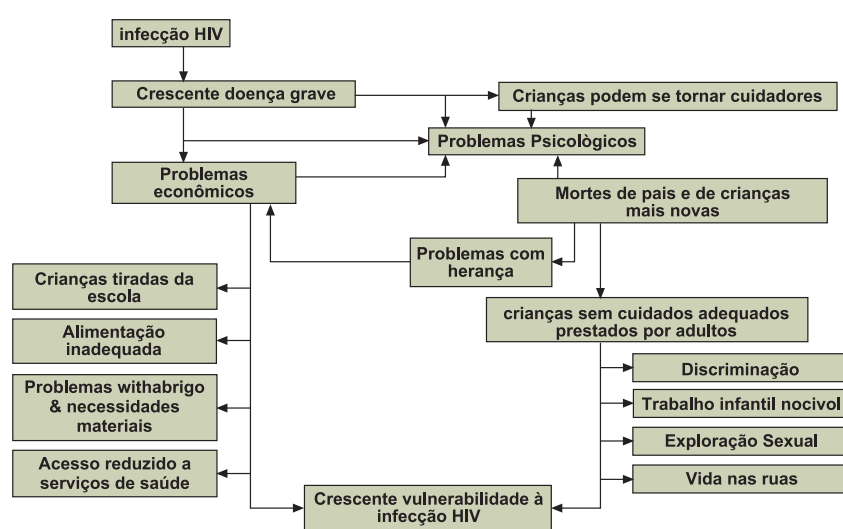 infecção HIV
Crescente doença grave
Crianças podem se tornar cuidadores
Problemas Psicològicos
Problemas
econômicos
Mortes de pais e de crianças
mais novas
Problemas com
herança
Crianças tiradas da
escola
crianças sem cuidados adequados
prestados por adultos
Alimentação
inadequada
Discriminação
Problemas withabrigo
& necessidades
materiais
Trabalho infantil nocivol
Exploração Sexual
Acesso reduzido a
serviços de saúde
Vida nas ruas
Crescente vulnerabilidade à
infecção HIV